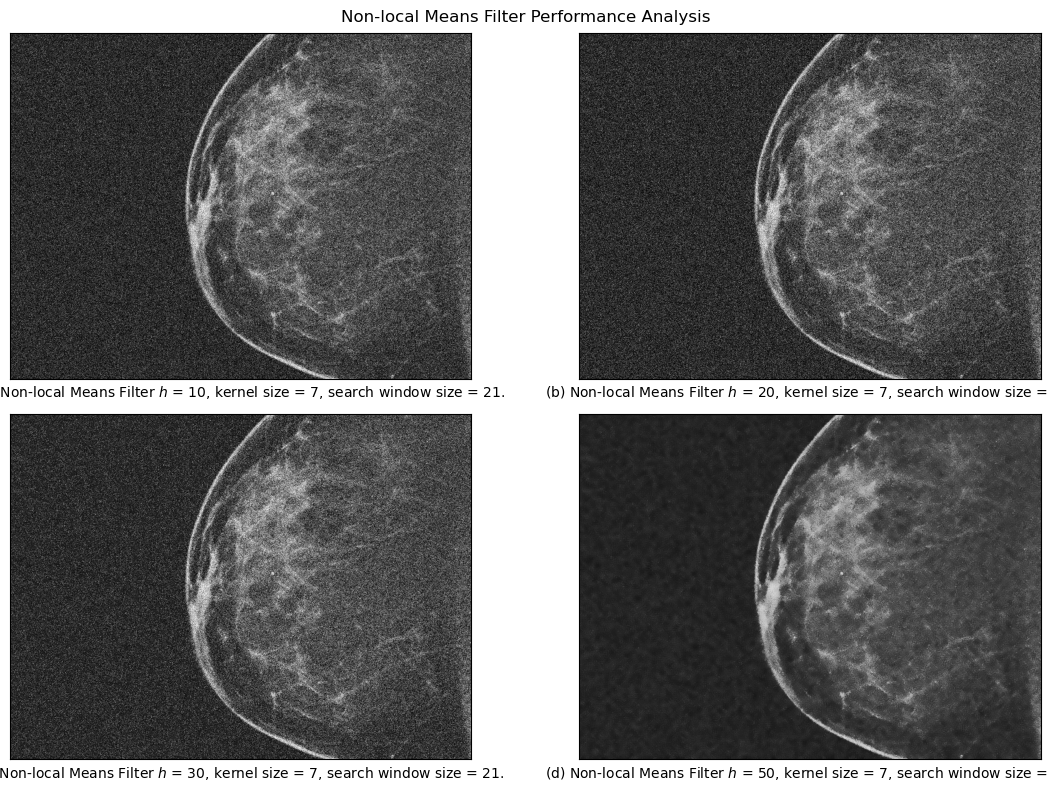 Non-local Means Filter Performance Analysis
Non-local Means Filter h = 10, kernel size = 7, search window size = 21.
(b) Non-local Means Filter h = 20, kernel size = 7, search window size =
Non-local Means Filter h = 30, kernel size = 7, search window size = 21.
(d) Non-local Means Filter h = 50, kernel size = 7, search window size =